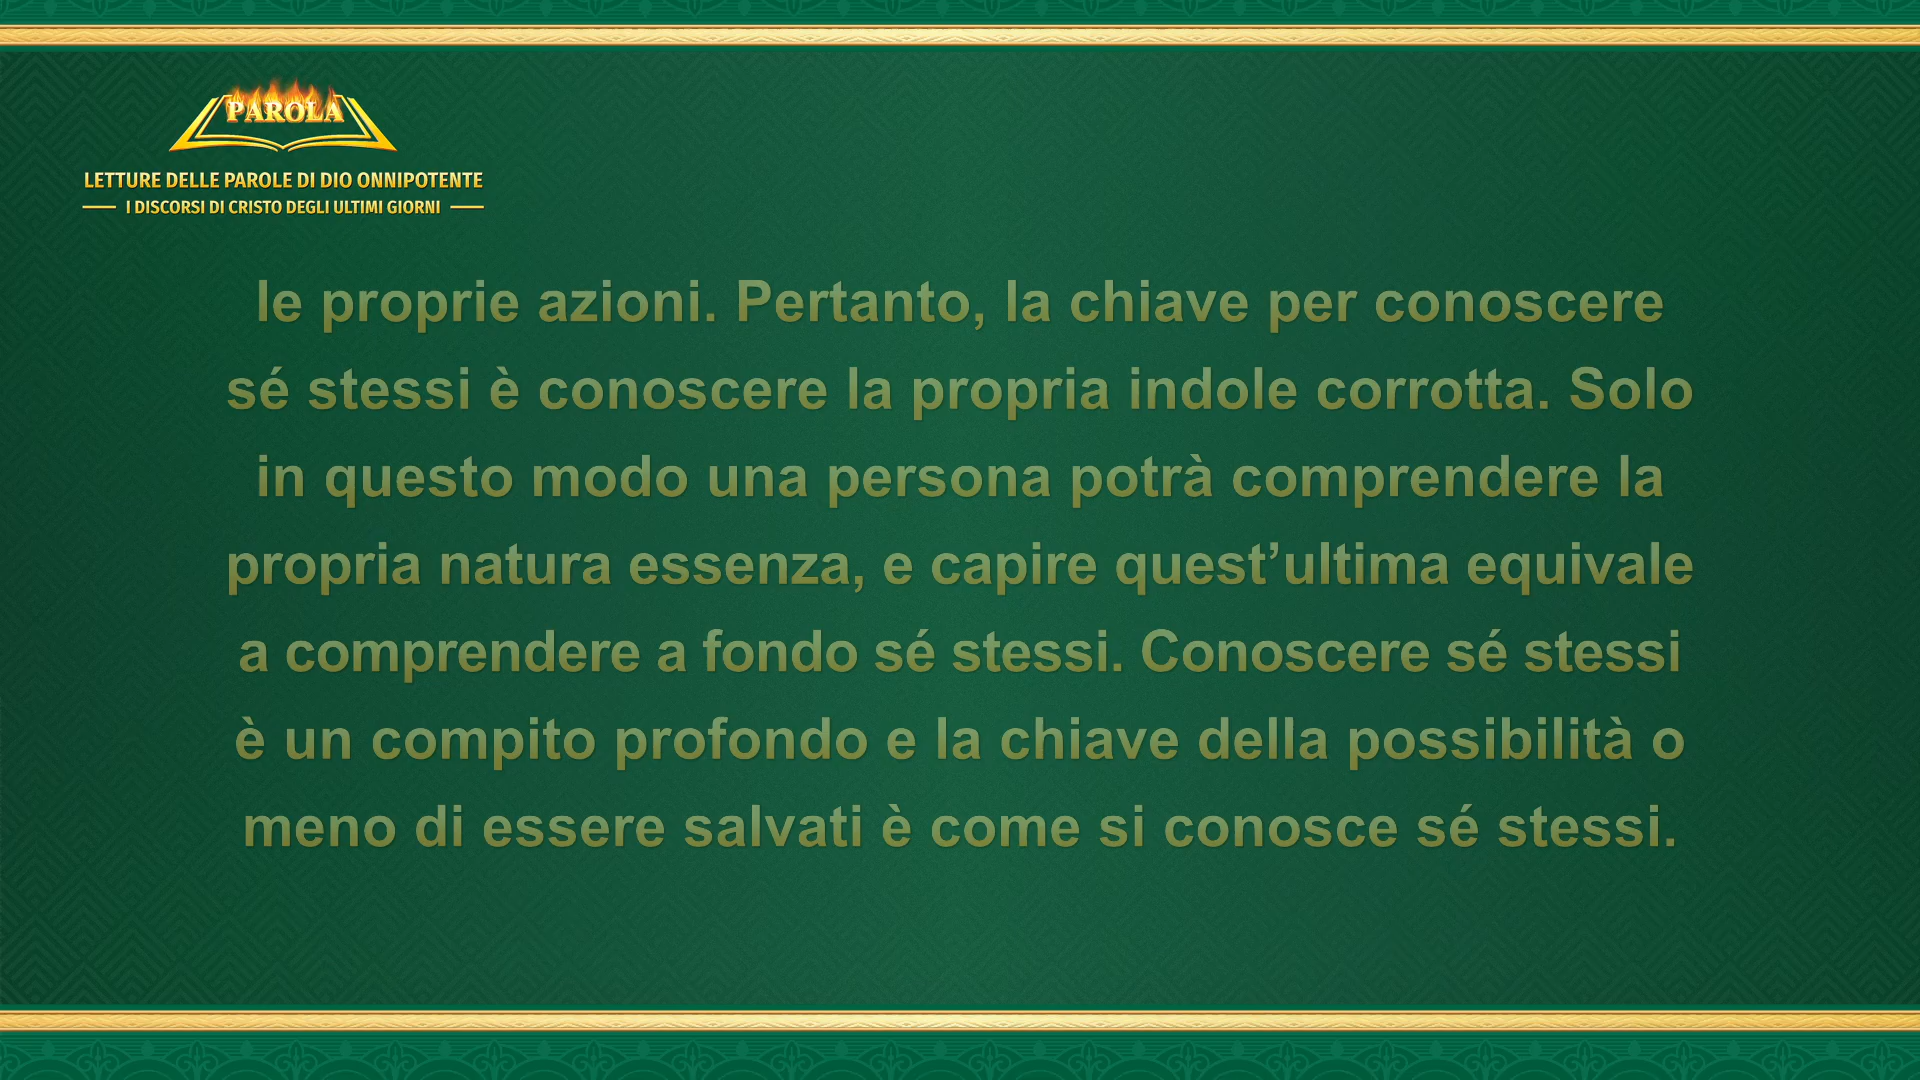 PAROLA
LETTURE DELLE PAROLE DI DIO ONNIPOTENTE
I DISCORSI DI CRISTO DEGLI ULTIMI GIORNI
le proprie azioni. Pertanto, la chiave per conoscere
sé stessi è conoscere la propria indole corrotta. Solo
in questo modo una persona potrà comprendere la
propria natura essenza, e capire quest’ultima equivale
a comprendere a fondo sé stessi. Conoscere sé stessi
è un compito profondo e la chiave della possibilità o
meno di essere salvati è come si conosce sé stessi.